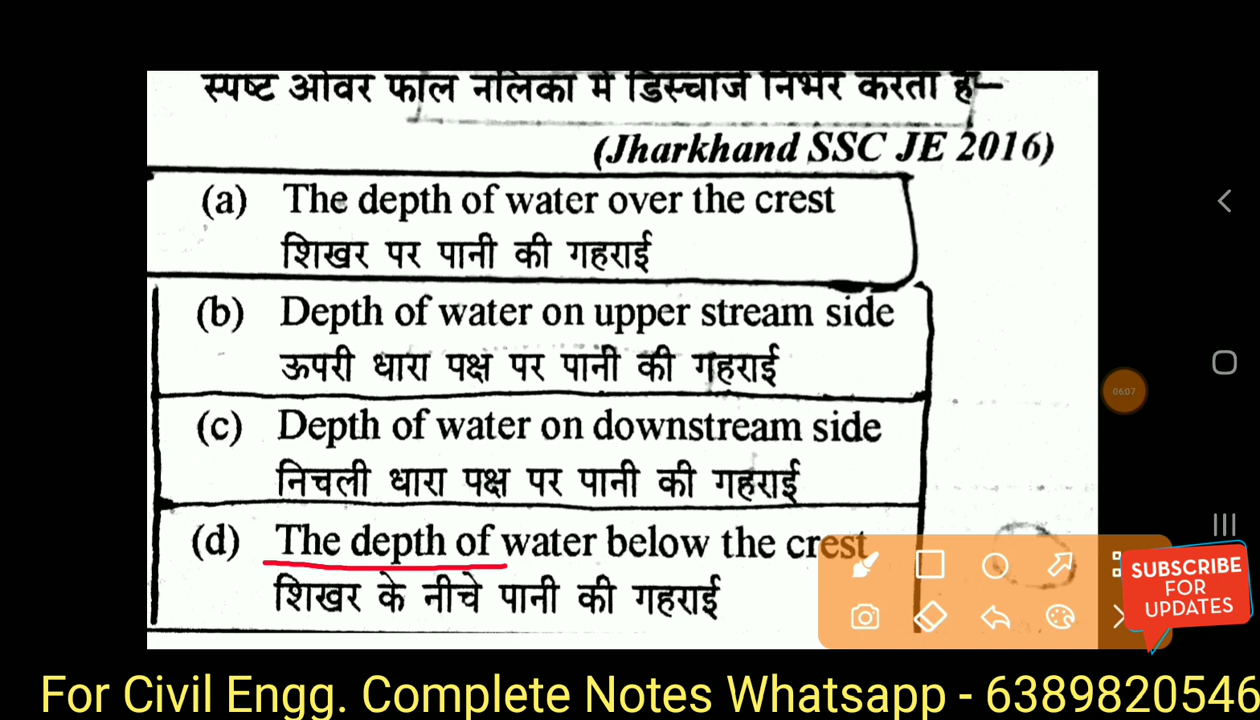 स्पष्ट ओवर फॉल नलिका में डिस्चार्ज निर्भर करता है–
(Jharkhand SSC JE 2016)
(a) The depth of water over the crest
शिखर पर पानी की गहराई
(b) Depth of water on upper stream side
ऊपरी धारा पक्ष पर पानी की गहराई
(c) Depth of water on downstream side
निचली धारा पक्ष पर पानी की गहराई
(d) The depth of water below the crest
शिखर के नीचे पानी की गहराई
06:07
SUBSCRIBE
FOR
UPDATES
For Civil Engg. Complete Notes Whatsapp - 6389820546